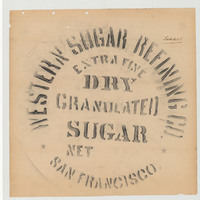 WESTERN SUGAR REFINING CO.
EXTRA FINE
DRY
GRANULATED
SUGAR
NET
SAN FRANCISCO.